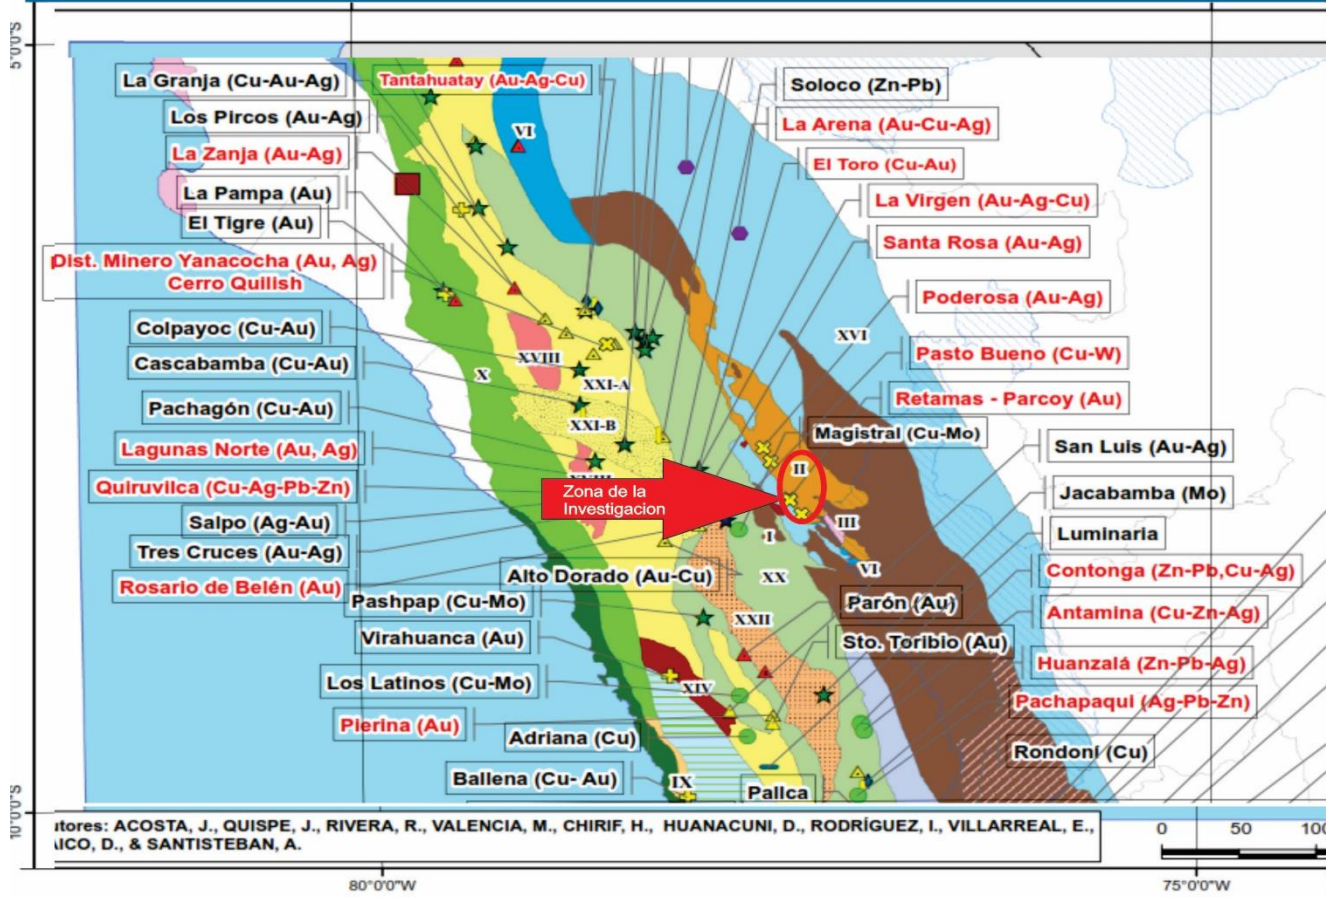 5°0'0"S
La Granja (Cu-Au-Ag)
Tantahuatay (Au-Ag-Cu)
Soloco (Zn-Pb)
Los Pircos (Au-Ag)
VI
La Arena (Au-Cu-Ag)
La Zanja (Au-Ag)
El Toro (Cu-Au)
La Pampa (Au)
La Virgen (Au-Ag-Cu)
El Tigre (Au)
Santa Rosa (Au-Ag)
Dist. Minero Yanacocha (Au, Ag)
Cerro Quilish
Poderosa (Au-Ag)
Colpayoc (Cu-Au)
XVI
XVIII
Pasto Bueno (Cu-W)
Cascabamba (Cu-Au)
X
XXI-A
Retamas - Parcoy (Au)
Pachagón (Cu-Au)
XXI-B
Magistral (Cu-Mo)
San Luis (Au-Ag)
Lagunas Norte (Au, Ag)
II
Quiruvilca (Cu-Ag-Pb-Zn)
XVIII
Zona de la
Investigacion
Jacabamba (Mo)
Salpo (Ag-Au)
III
Luminaria
Tres Cruces (Au-Ag)
I
VI
Contonga (Zn-Pb,Cu-Ag)
Rosario de Belén (Au)
Alto Dorado (Au-Cu)
XX
Pashpap (Cu-Mo)
Parón (Au)
Antamina (Cu-Zn-Ag)
XXII
Virahuanca (Au)
Sto. Toribio (Au)
Huanzalá (Zn-Pb-Ag)
Los Latinos (Cu-Mo)
XIV
Pachapaqui (Ag-Pb-Zn)
Pierina (Au)
Adriana (Cu)
Rondoní (Cu)
Ballena (Cu- Au)
IX
Pallca
10°0'0"S
utores: ACOSTA, J., QUISPE, J., RIVERA, R., VALENCIA, M., CHIRIF, H., HUANACUNI, D., RODRÍGUEZ, I., VILLARREAL, E.,
AICO, D., & SANTISTEBAN, A.
0 50 100
80°0'0"W
75°0'0"W